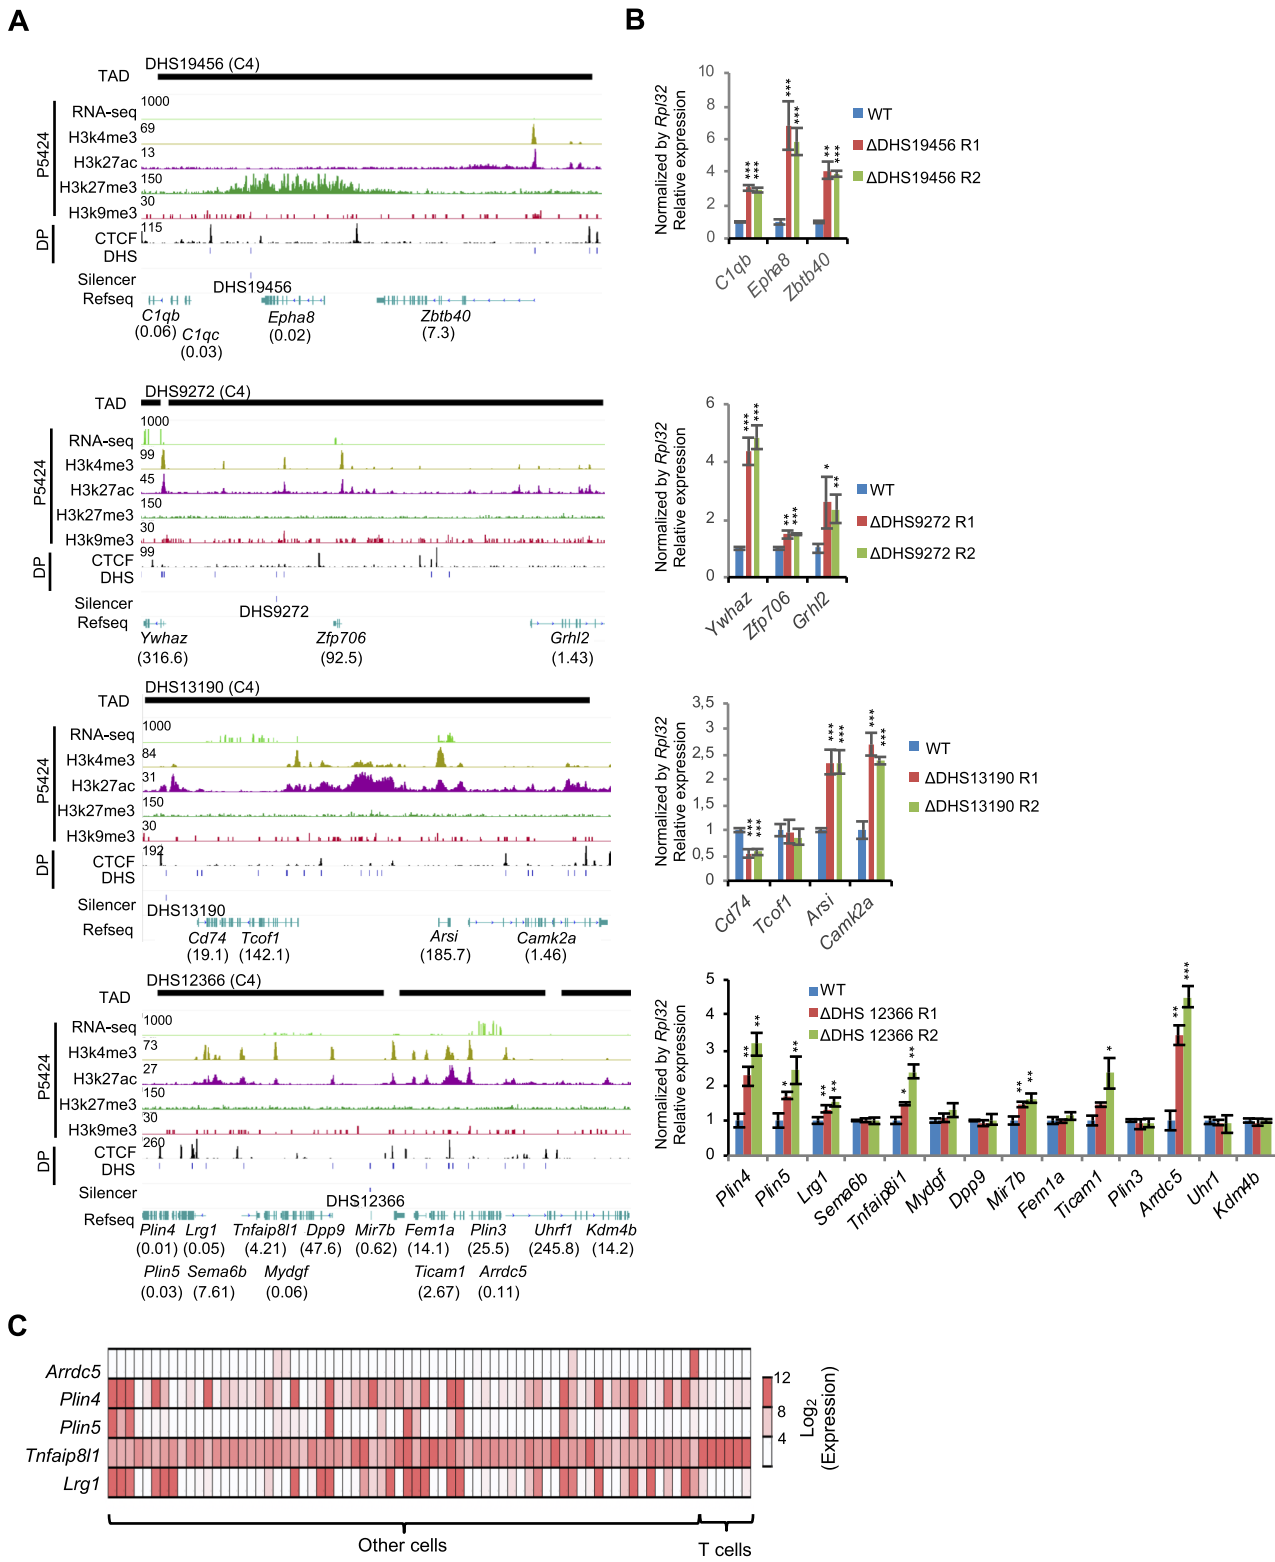 A
DHS19456 (C4)
TAD
P5424
RNA-seq
1000
H3k4me3
69
H3k27ac
13
H3k27me3
150
H3k9me3
30
DP
CTCF
115
DHS
Silencer
DHS19456
Refseq
C1qb
Epha8
Zbtb40
(0.06)
C1qc
(0.02)
(7.3)
(0.03)
DHS9272 (C4)
TAD
P5424
RNA-seq
1000
H3k4me3
99
H3k27ac
45
H3k27me3
150
H3k9me3
30
DP
CTCF
99
DHS
Silencer
DHS9272
Refseq
Ywhaz
Zfp706
Grhl2
(316.6)
(92.5)
(1.43)
DHS13190 (C4)
TAD
P5424
RNA-seq
1000
H3k4me3
84
H3k27ac
31
H3k27me3
150
H3k9me3
30
DP
CTCF
192
DHS
Silencer
DHS13190
Refseq
Cd74
Tcof1
Arsi
Camk2a
(19.1)
(142.1)
(185.7)
(1.46)
DHS12366 (C4)
TAD
P5424
RNA-seq
1000
H3k4me3
73
H3k27ac
27
H3k27me3
150
H3k9me3
30
DP
CTCF
260
DHS
Silencer
DHS12366
Refseq
Plin4 Lrg1 Tnfaip8l1 Dpp9 Mir7b Fem1a Plin3 Uhrf1 Kdm4b
(0.01) (0.05) (4.21) (47.6) (0.62) (14.1) (25.5) (245.8) (14.2)
Plin5 Sema6b Mydgf Ticam1 Arrdc5
(0.03) (7.61) (0.06) (2.67) (0.11)
B
Normalized by Rpl32
Relative expression
10
8
6
4
2
0
***
***
***
***
**
***
C1qb
Epha8
Zbtb40
WT
ΔDHS19456 R1
ΔDHS19456 R2
Normalized by Rpl32
Relative expression
6
4
2
0
***
***
**
***
*
**
Ywhaz
Zfp706
Grhl2
WT
ΔDHS9272 R1
ΔDHS9272 R2
Normalized by Rpl32
Relative expression
3,5
3
2,5
2
1,5
1
0,5
0
***
***
***
***
***
***
Cd74
Tcof1
Arsi
Camk2a
WT
ΔDHS13190 R1
ΔDHS13190 R2
Normalized by Rpl32
Relative expression
5
4
3
2
1
0
**
**
*
**
**
**
*
**
**
**
*
**
***
Plin4
Plin5
Lrg1
Sema6b
Tnfaip8i1
Mydgf
Dpp9
Mir7b
Fem1a
Ticam1
Plin3
Arrdc5
Uhr1
Kdm4b
WT
ΔDHS 12366 R1
ΔDHS 12366 R2
C
Arrdc5
Plin4
Plin5
Tnfaip8l1
Lrg1
12
8
4
Log2
(Expression)
Other cells
T cells